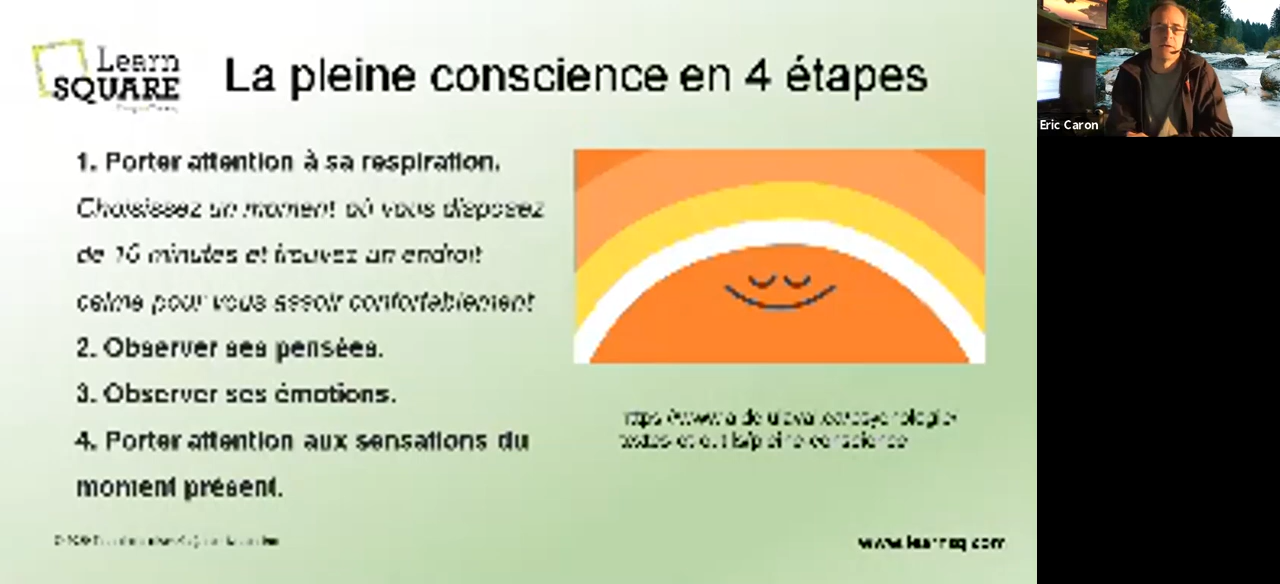 Learn
SQUARE
La pleine conscience en 4 étapes
1. Porter attention à sa respiration.
Choisissez un moment où vous disposez
de 10 minutes et trouvez un endroit
calme pour vous assoir confortablement
2. Observer ses pensées.
3. Observer ses émotions.
4. Porter attention aux sensations du
moment présent.
www.learnsq.com
Eric Caron